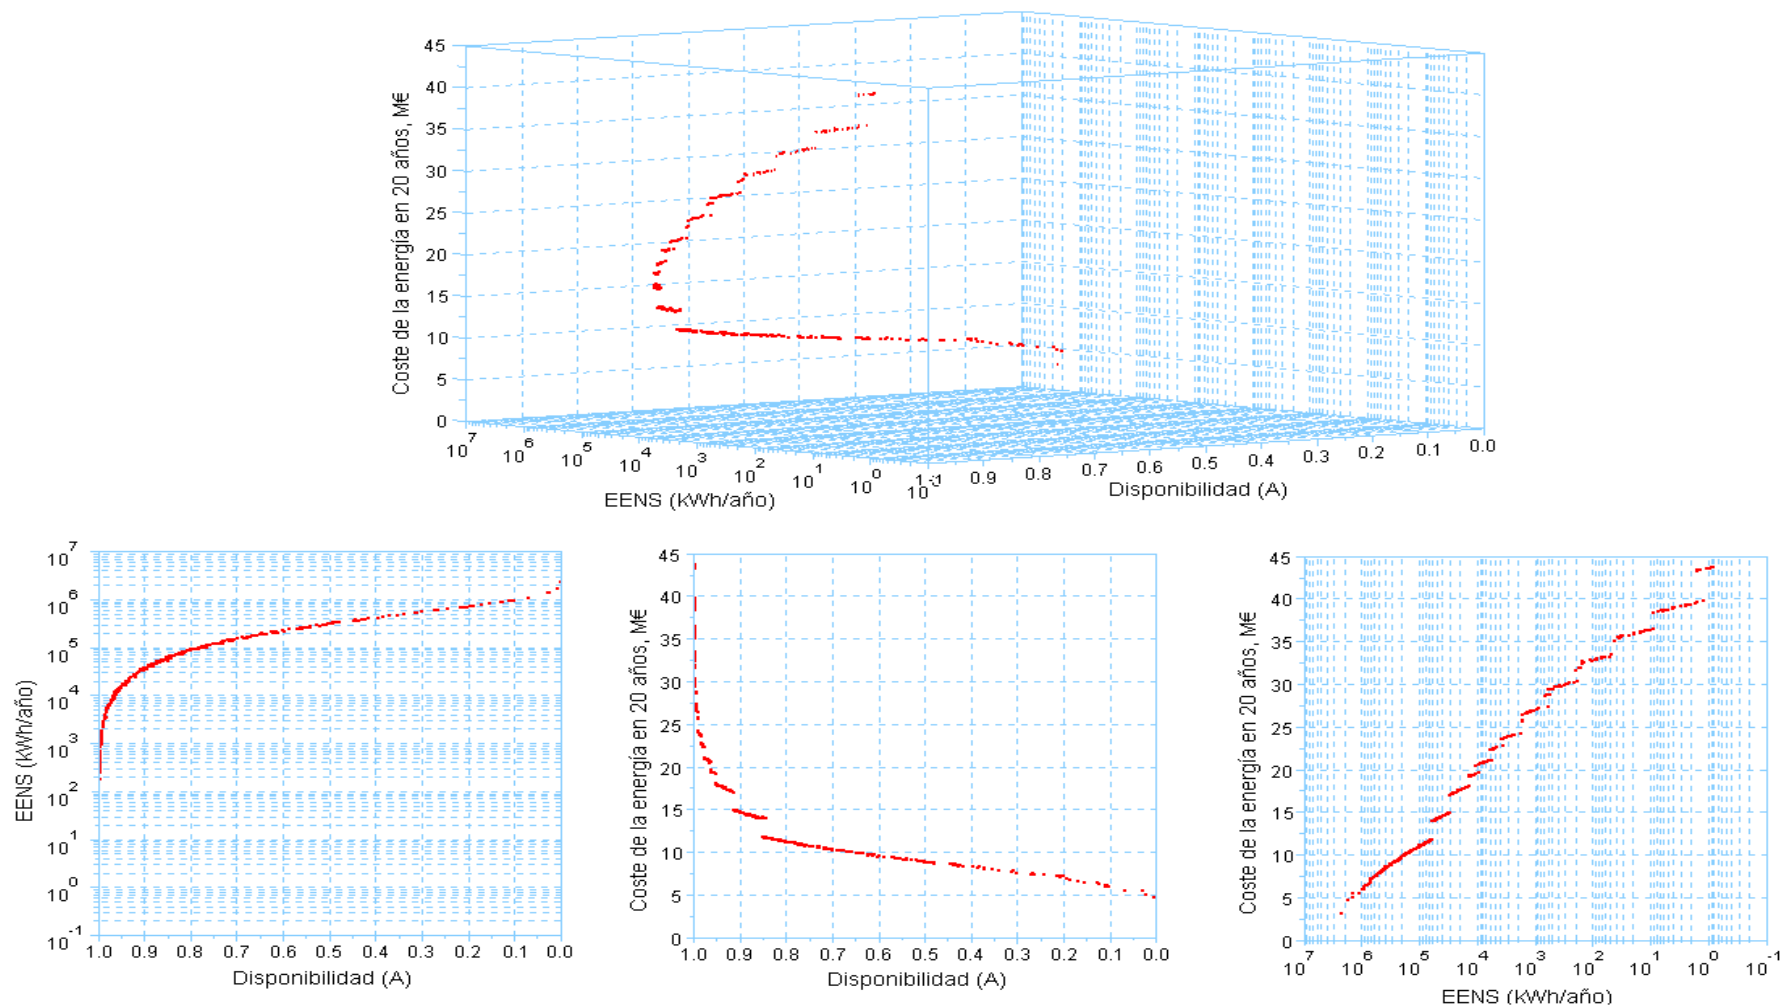 Coste de la energía en 20 años, M€
45
40
35
30
25
20
15
10
5
0
10^7 10^6 10^5 10^4 10^3 10^2 10^1 10^0
0.9 0.8 0.7 0.6 0.5 0.4 0.3 0.2 0.1 0.0
EENS (kWh/año)
Disponibilidad (A)
EENS (kWh/año)
10^7
10^6
10^5
10^4
10^3
10^2
10^1
10^0
10^-1
1.0 0.9 0.8 0.7 0.6 0.5 0.4 0.3 0.2 0.1 0.0
Disponibilidad (A)
Coste de la energía en 20 años, M€
45
40
35
30
25
20
15
10
5
0
1.0 0.9 0.8 0.7 0.6 0.5 0.4 0.3 0.2 0.1 0.0
Disponibilidad (A)
Coste de la energía en 20 años, M€
45
40
35
30
25
20
15
10
5
0
10^7 10^6 10^5 10^4 10^3 10^2 10^1 10^0 10^-1
EENS (kWh/año)